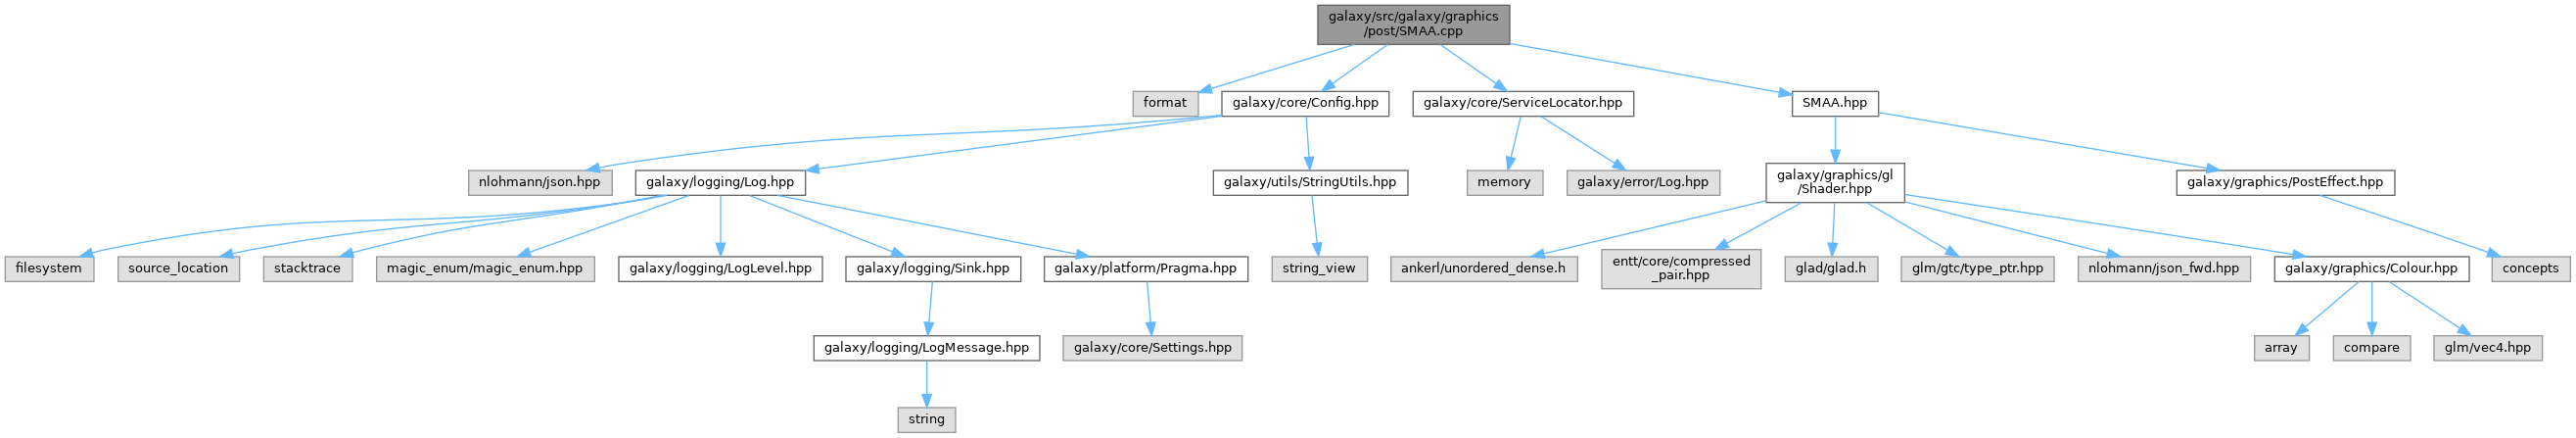 galaxy/src/galaxy/graphics
/post/SMAA.cpp
format
galaxy/core/Config.hpp
galaxy/core/ServiceLocator.hpp
SMAA.hpp
nlohmann/json.hpp
galaxy/logging/Log.hpp
galaxy/utils/StringUtils.hpp
memory
galaxy/error/Log.hpp
galaxy/graphics/gl
/Shader.hpp
galaxy/graphics/PostEffect.hpp
filesystem
source_location
stacktrace
magic_enum/magic_enum.hpp
galaxy/logging/LogLevel.hpp
galaxy/logging/Sink.hpp
galaxy/platform/Pragma.hpp
string_view
ankerl/unordered_dense.h
entt/core/compressed
_pair.hpp
glad/glad.h
glm/gtc/type_ptr.hpp
nlohmann/json_fwd.hpp
galaxy/graphics/Colour.hpp
concepts
galaxy/logging/LogMessage.hpp
galaxy/core/Settings.hpp
array
compare
glm/vec4.hpp
string